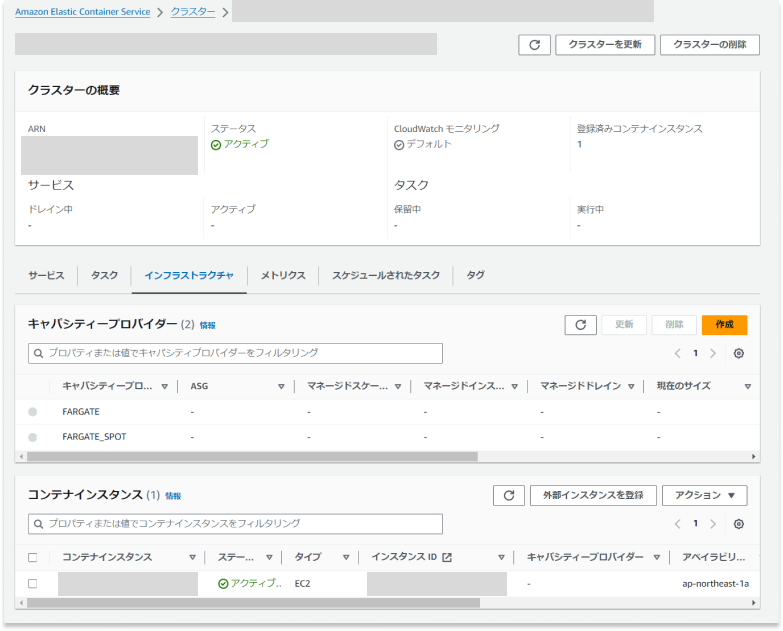 Amazon Elastic Container Service > クラスター >
クラスターを更新 クラスターの削除
クラスターの概要
ARN ステータス CloudWatch モニタリング 登録済みコンテナインスタンス
アクティブ デフォルト 1
サービス タスク
ドレイン中 アクティブ 保留中 実行中
- - - -
サービス タスク インフラストラクチャ メトリクス スケジュールされたタスク タグ
キャパシティープロバイダー (2) 情報 更新 削除 作成
プロパティまたは値でキャパシティプロバイダーをフィルタリング < 1 >
キャパシティープロ... ASG マネージドスケー... マネージドインス... マネージドドレイン 現在のサイズ
FARGATE - - - - -
FARGATE_SPOT - - - - -
コンテナインスタンス (1) 情報 外部インスタンスを登録 アクション
プロパティまたは値でコンテナインスタンスをフィルタリング < 1 >
コンテナインスタンス ステー... タイプ インスタンス ID キャパシティープロバイダー アベイラビリ...
アクティブ.. EC2 - ap-northeast-1a